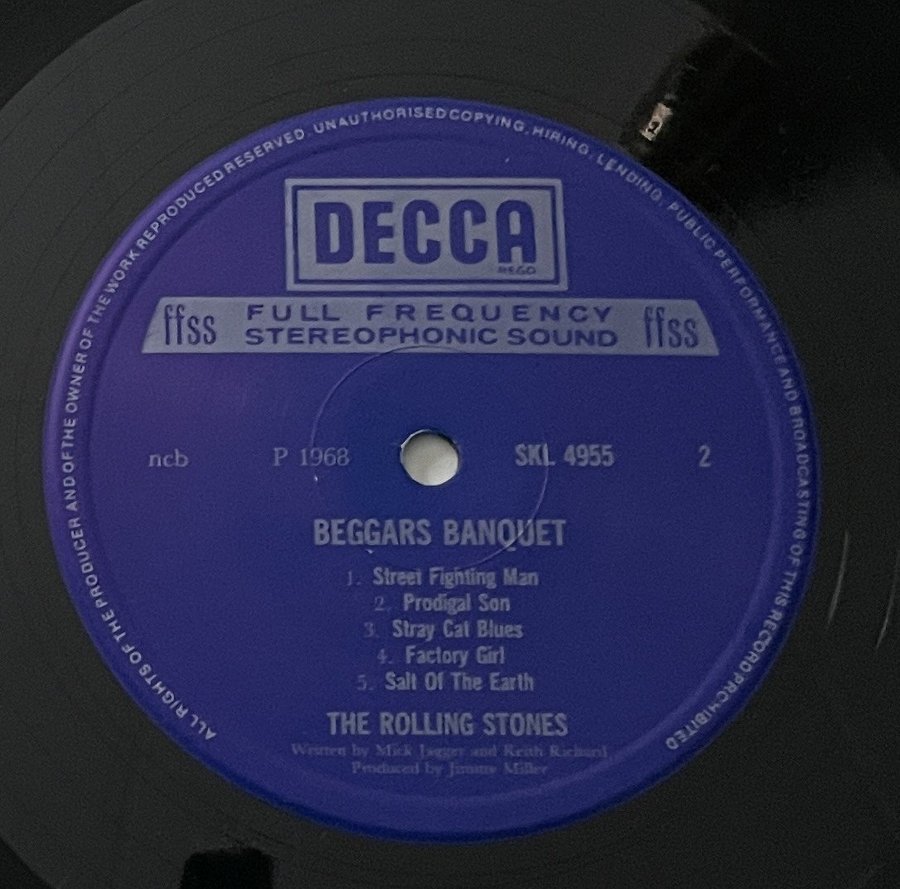 ALL RIGHTS OF THE PRODUCER AND OF THE OWNER OF THE WORK REPRODUCED RESERVED. UNAUTHORISED COPYING, HIRING, LENDING, PUBLIC PERFORMANCE AND BROADCASTING OF THIS RECORD PROHIBITED
DECCA
REGD
ffss FULL FREQUENCY STEREOPHONIC SOUND ffss
ncb P 1968 SKL 4955 2
BEGGARS BANQUET
1. Street Fighting Man
2. Prodigal Son
3. Stray Cat Blues
4. Factory Girl
5. Salt Of The Earth
THE ROLLING STONES
Written by Mick Jagger and Keith Richard
Produced by Jimmy Miller